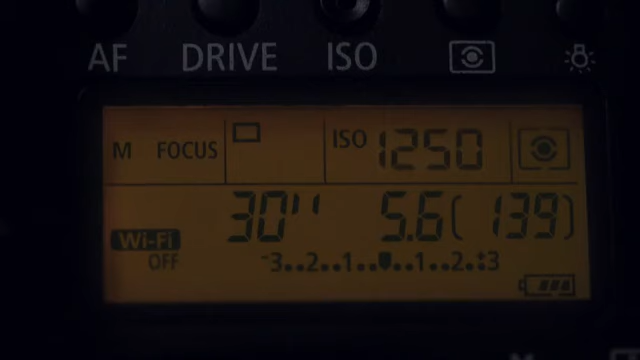 AF DRIVE ISO
M FOCUS ISO 1250
30" 5.6 (139)
Wi-Fi
OFF
-3..2..1..0..1..2..+3